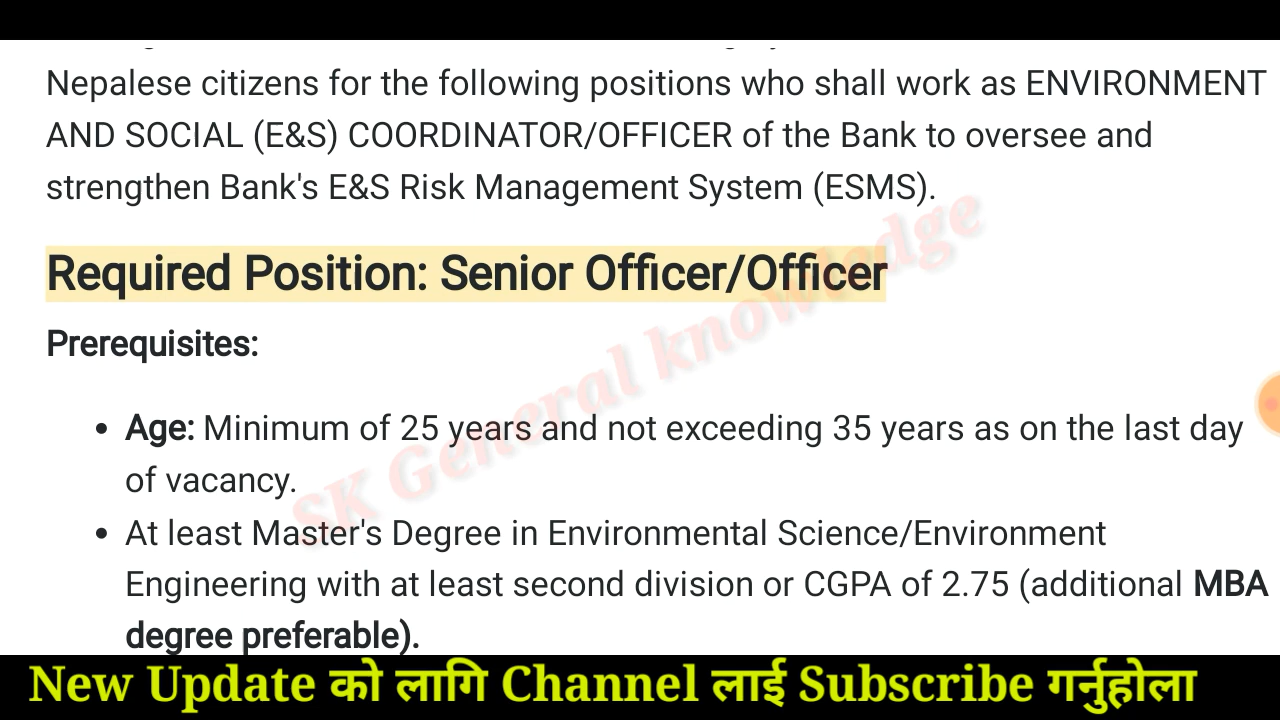 Nepalese citizens for the following positions who shall work as ENVIRONMENT
AND SOCIAL (E&S) COORDINATOR/OFFICER of the Bank to oversee and
strengthen Bank's E&S Risk Management System (ESMS).
Required Position: Senior Officer/Officer
Prerequisites:
• Age: Minimum of 25 years and not exceeding 35 years as on the last day
of vacancy.
• At least Master's Degree in Environmental Science/Environment
Engineering with at least second division or CGPA of 2.75 (additional MBA
degree preferable).
SK General knowledge
New Update को लागि Channel लाई Subscribe गर्नुहोला